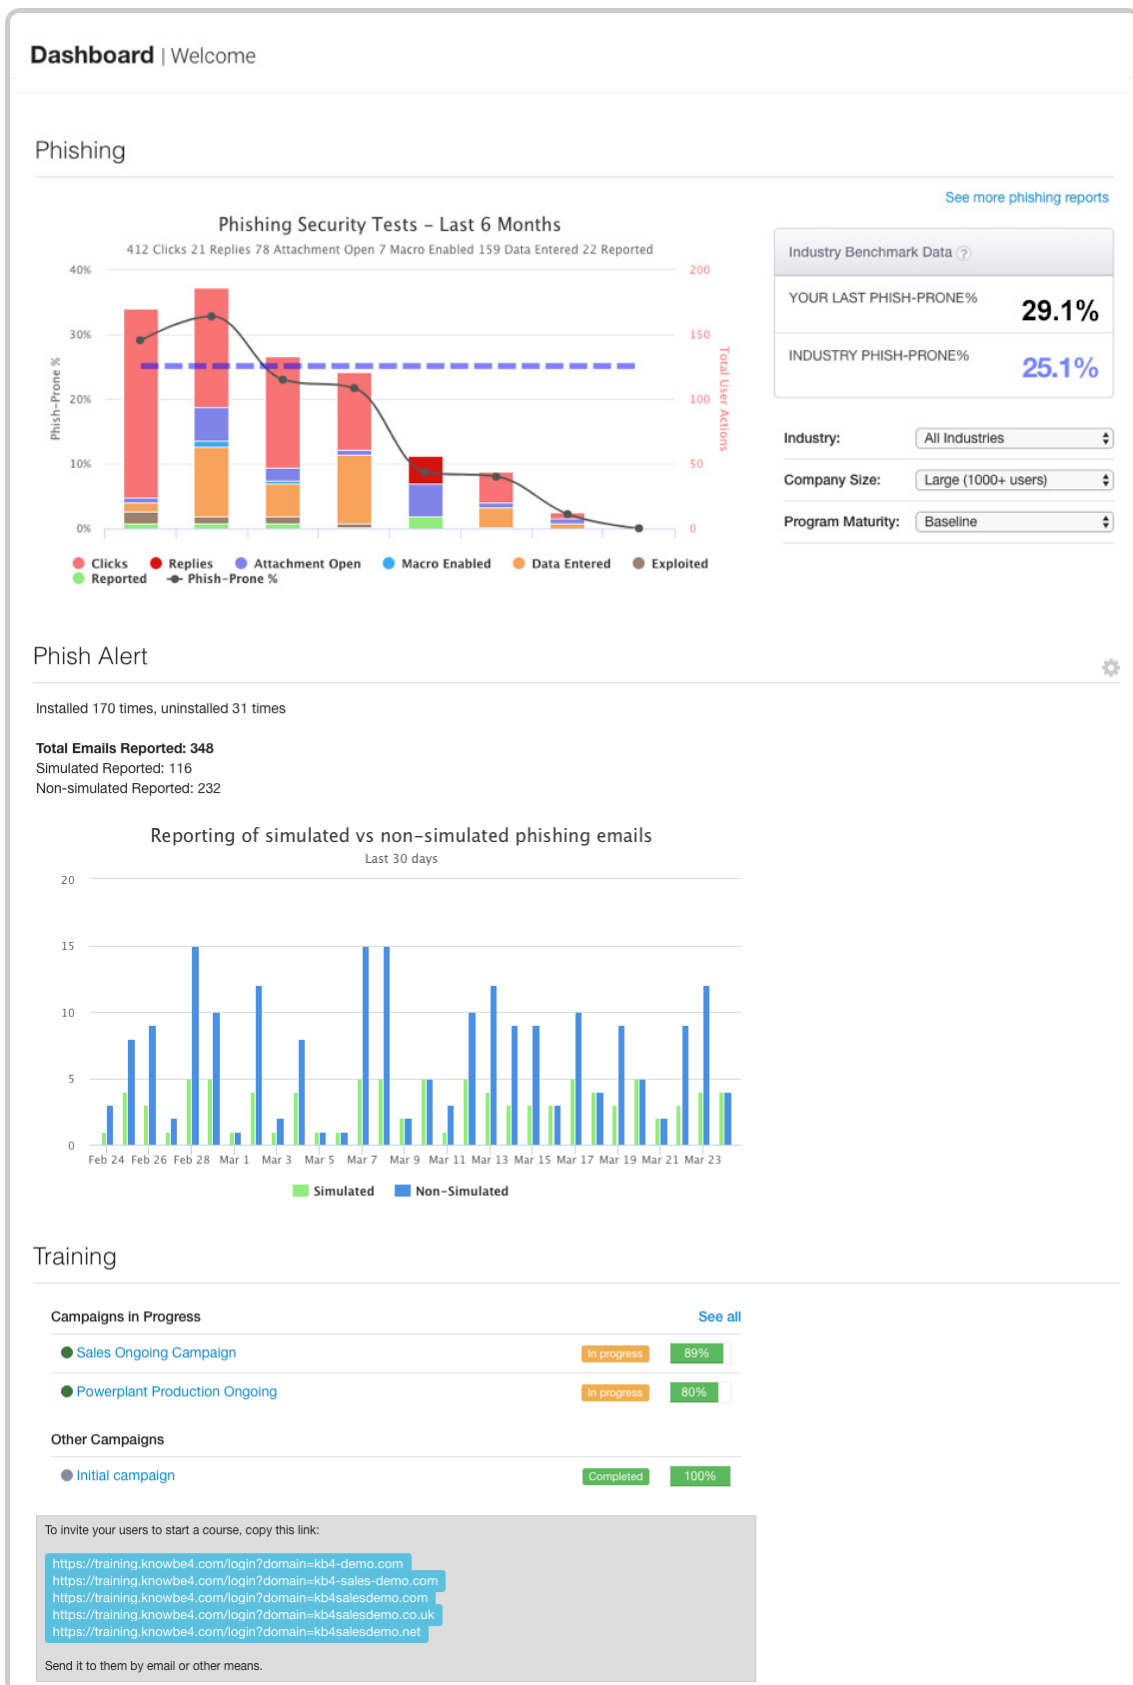 Dashboard | Welcome
Phishing
See more phishing reports
Phishing Security Tests – Last 6 Months
412 Clicks 21 Replies 78 Attachment Open 7 Macro Enabled 159 Data Entered 22 Reported
40%
30%
20%
10%
0%
Phish-Prone %
200
150
100
50
0
Total User Actions
Clicks Replies Attachment Open Macro Enabled Data Entered Exploited
Reported Phish-Prone %
Industry Benchmark Data ?
YOUR LAST PHISH-PRONE% 29.1%
INDUSTRY PHISH-PRONE% 25.1%
Industry: All Industries
Company Size: Large (1000+ users)
Program Maturity: Baseline
Phish Alert
Installed 170 times, uninstalled 31 times
Total Emails Reported: 348
Simulated Reported: 116
Non-simulated Reported: 232
Reporting of simulated vs non-simulated phishing emails
Last 30 days
20
15
10
5
0
Feb 24 Feb 26 Feb 28 Mar 1 Mar 3 Mar 5 Mar 7 Mar 9 Mar 11 Mar 13 Mar 15 Mar 17 Mar 19 Mar 21 Mar 23
Simulated Non-Simulated
Training
Campaigns in Progress See all
Sales Ongoing Campaign In progress 89%
Powerplant Production Ongoing In progress 80%
Other Campaigns
Initial campaign Completed 100%
To invite your users to start a course, copy this link:
https://training.knowbe4.com/login?domain=kb4-demo.com
https://training.knowbe4.com/login?domain=kb4-sales-demo.com
https://training.knowbe4.com/login?domain=kb4salesdemo.com
https://training.knowbe4.com/login?domain=kb4salesdemo.co.uk
https://training.knowbe4.com/login?domain=kb4salesdemo.net
Send it to them by email or other means.